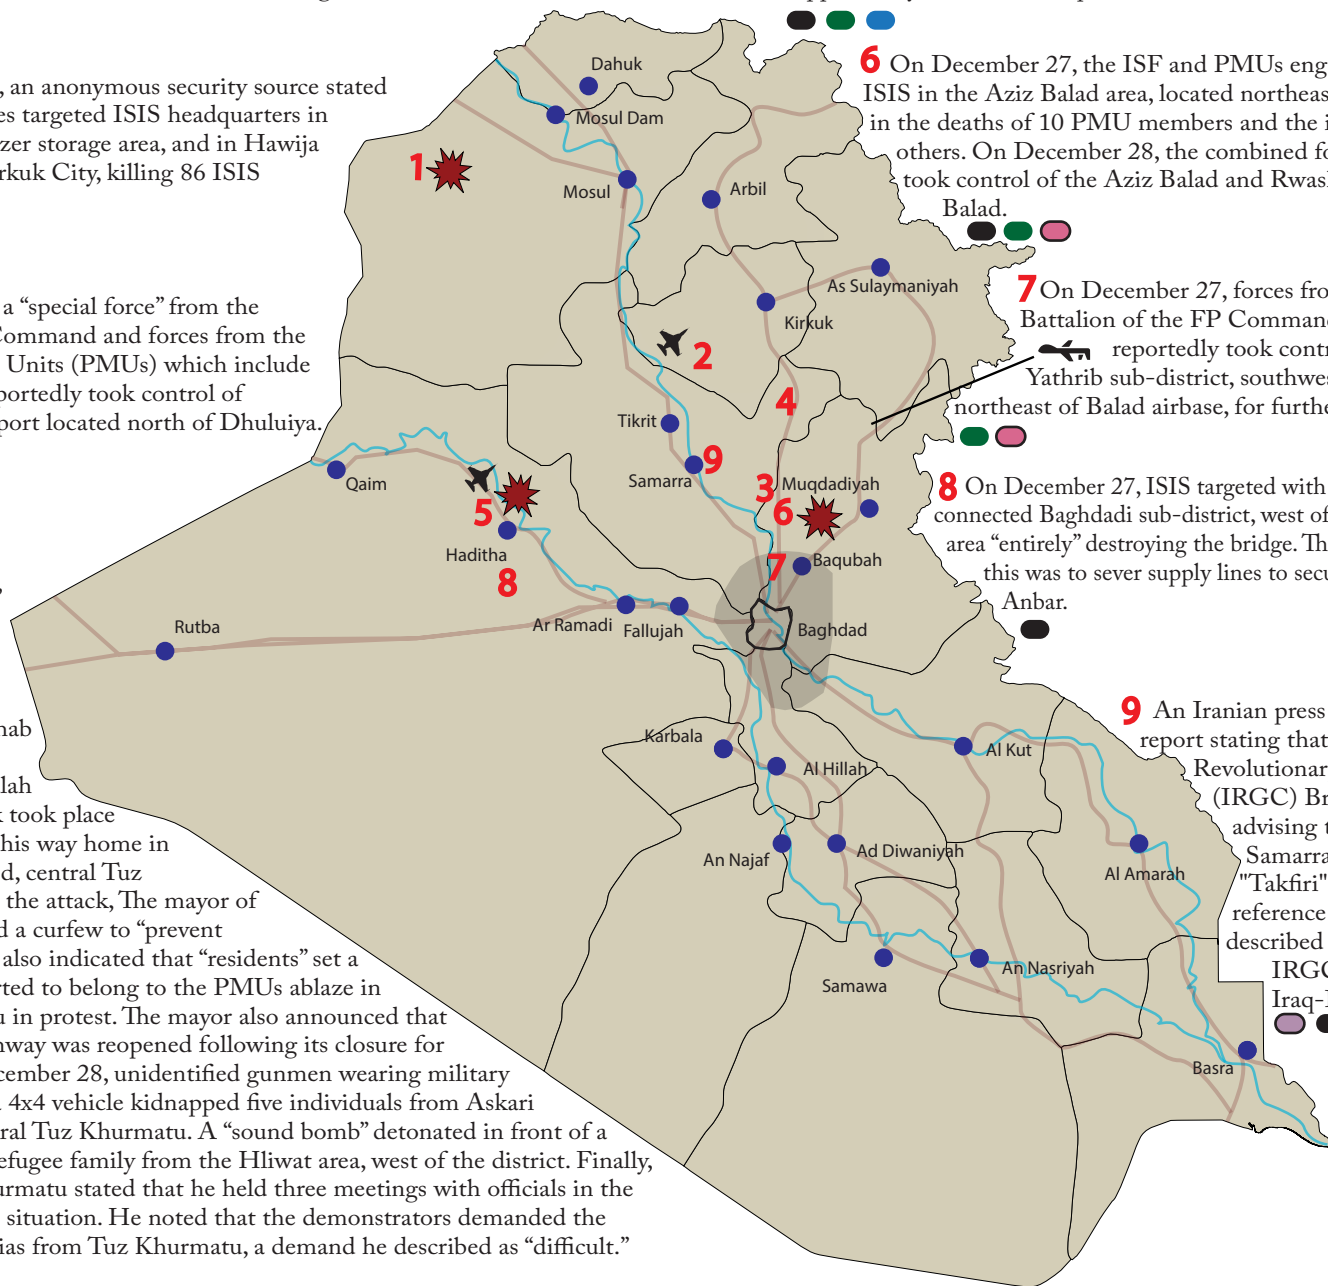 , an anonymous security source stated
es targeted ISIS headquarters in
zer storage area, and in Hawija
rkuk City, killing 86 ISIS
a “special force” from the
Command and forces from the
Units (PMUs) which include
portedly took control of
port located north of Dhuluiya.
nab
lah
k took place
his way home in
d, central Tuz
the attack, The mayor of
d a curfew to “prevent
also indicated that “residents” set a
rted to belong to the PMUs ablaze in
u in protest. The mayor also announced that
hway was reopened following its closure for
cember 28, unidentified gunmen wearing military
4x4 vehicle kidnapped five individuals from Askari
ral Tuz Khurmatu. A “sound bomb” detonated in front of a
efugee family from the Hliwat area, west of the district. Finally,
urmatu stated that he held three meetings with officials in the
situation. He noted that the demonstrators demanded the
ias from Tuz Khurmatu, a demand he described as “difficult.”
Dahuk
Mosul Dam
1
Mosul
Arbil
As Sulaymaniyah
Kirkuk
2
4
Tikrit
9
Samarra
3
Muqdadiyah
Qaim
5
6
Haditha
7
Baqubah
8
Rutba
Ar Ramadi
Fallujah
Baghdad
Karbala
Al Kut
Al Hillah
An Najaf
Ad Diwaniyah
Al Amarah
An Nasriyah
Samawa
Basra
6 On December 27, the ISF and PMUs eng
ISIS in the Aziz Balad area, located northeas
in the deaths of 10 PMU members and the i
others. On December 28, the combined fo
took control of the Aziz Balad and Rwash
Balad.
7 On December 27, forces fro
Battalion of the FP Command
reportedly took contr
Yathrib sub-district, southwes
northeast of Balad airbase, for furthe
8 On December 27, ISIS targeted with
connected Baghdadi sub-district, west of
area “entirely” destroying the bridge. Th
this was to sever supply lines to secu
Anbar.
9 An Iranian press
report stating that
Revolutionar
(IRGC) Br
advising t
Samarra
"Takfiri"
reference
described
IRGC
Iraq-I